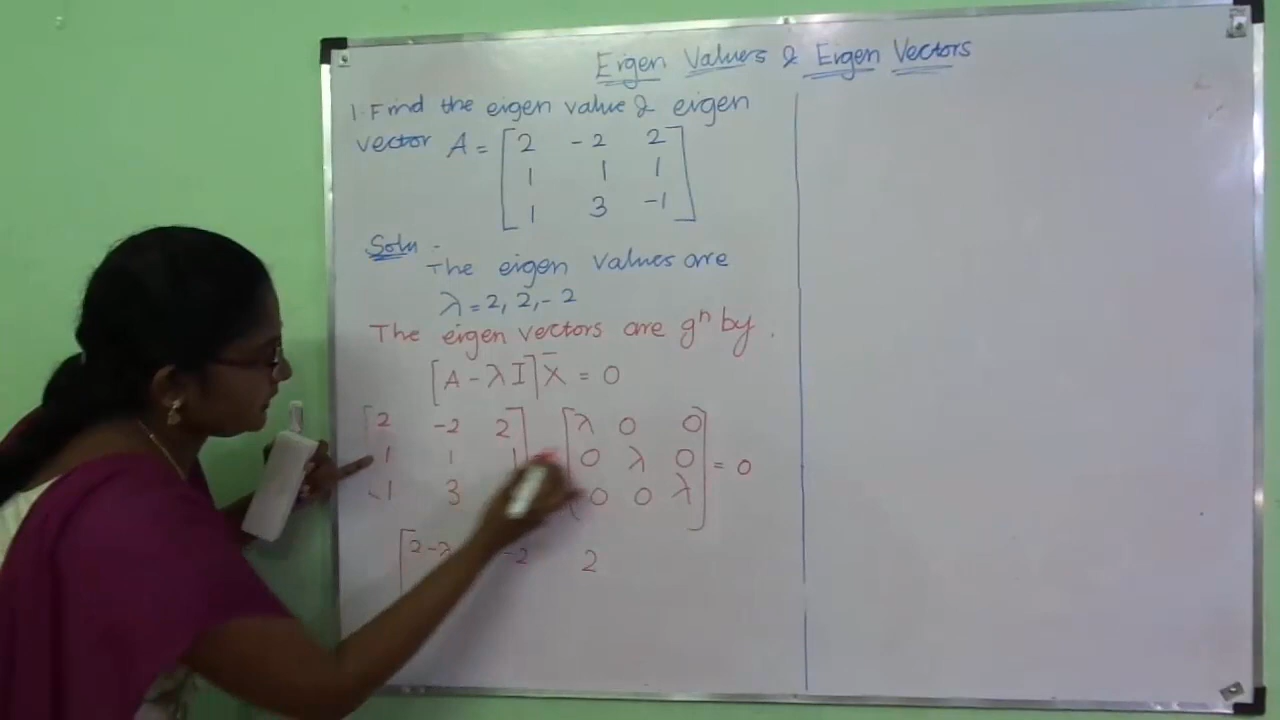 Eigen Values & Eigen Vectors
1. Find the eigen value & eigen
vector A = [2 -2 2
1 1 1
1 3 -1]
Soln -
The eigen values are
λ = 2, 2, -2
The eigen vectors are gⁿ by.
[A - λI] X̄ = 0
[2 -2 2] [λ 0 0]
1 1 1 0 λ 0 = 0
1 3 0 0 λ
[2-λ -2 2